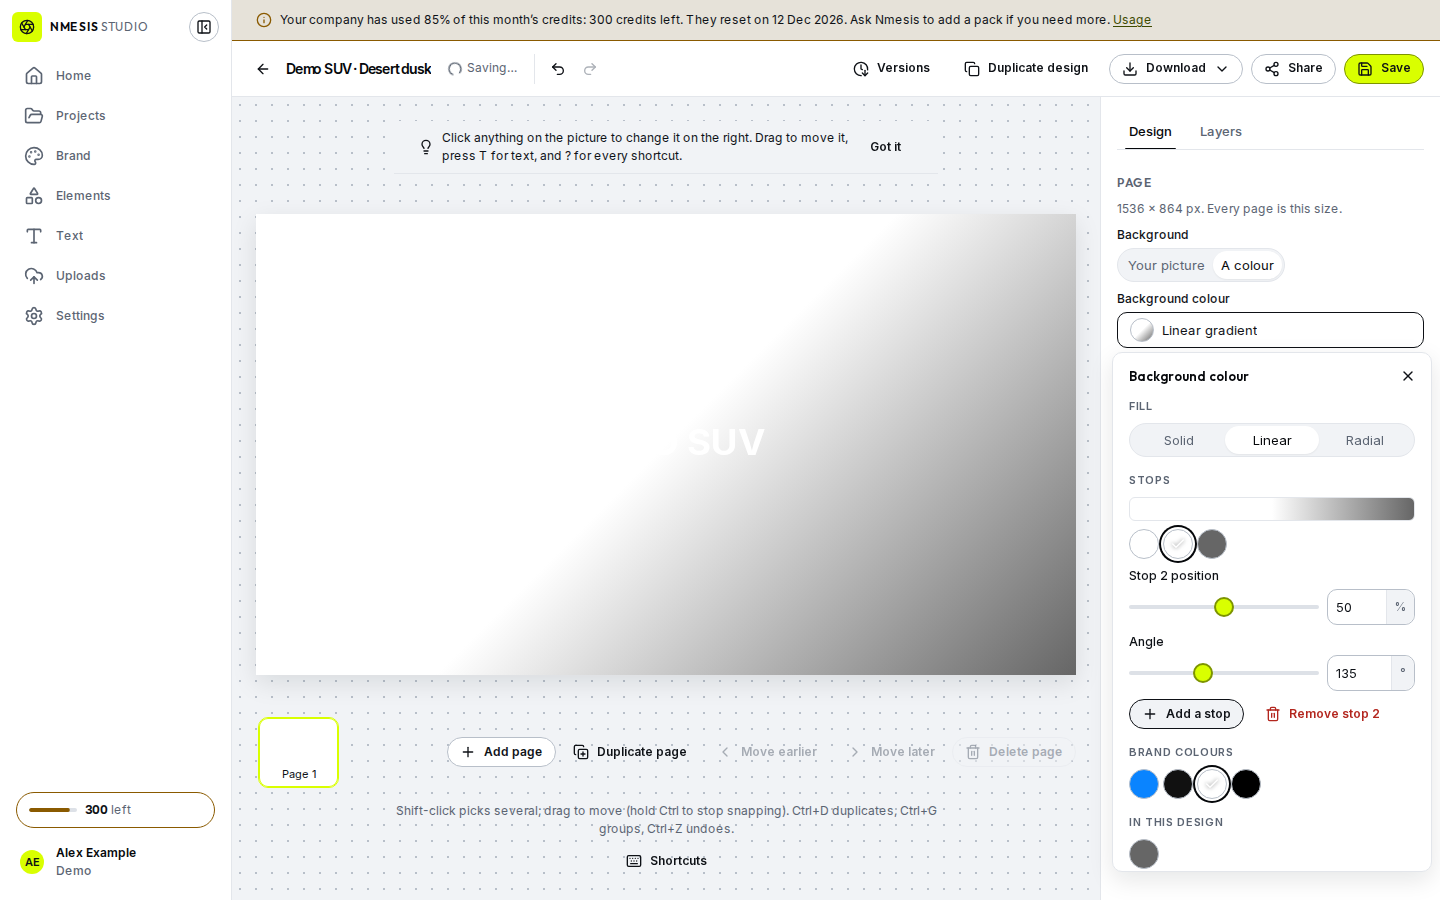 NMESIS STUDIO
Home
Projects
Brand
Elements
Text
Uploads
Settings
300 left
AE
Alex Example
Demo
Your company has used 85% of this month’s credits: 300 credits left. They reset on 12 Dec 2026. Ask Nmesis to add a pack if you need more. Usage
Demo SUV · Desert dusk
Saving...
Versions
Duplicate design
Download
Share
Save
Click anything on the picture to change it on the right. Drag to move it,
press T for text, and ? for every shortcut.
Got it
SUV
Page 1
Add page
Duplicate page
Move earlier
Move later
Delete page
Shift-click picks several; drag to move (hold Ctrl to stop snapping). Ctrl+D duplicates; Ctrl+G
groups, Ctrl+Z undoes.
Shortcuts
Design
Layers
PAGE
1536 × 864 px. Every page is this size.
Background
Your picture
A colour
Background colour
Linear gradient
Background colour
FILL
Solid
Linear
Radial
STOPS
Stop 2 position
50 %
Angle
135 °
Add a stop
Remove stop 2
BRAND COLOURS
IN THIS DESIGN